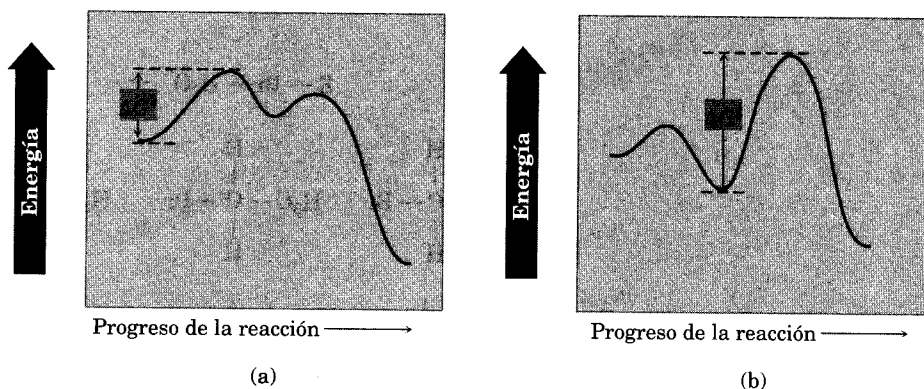 Energía
Progreso de la reacción
(a)
Energía
Progreso de la reacción
(b)